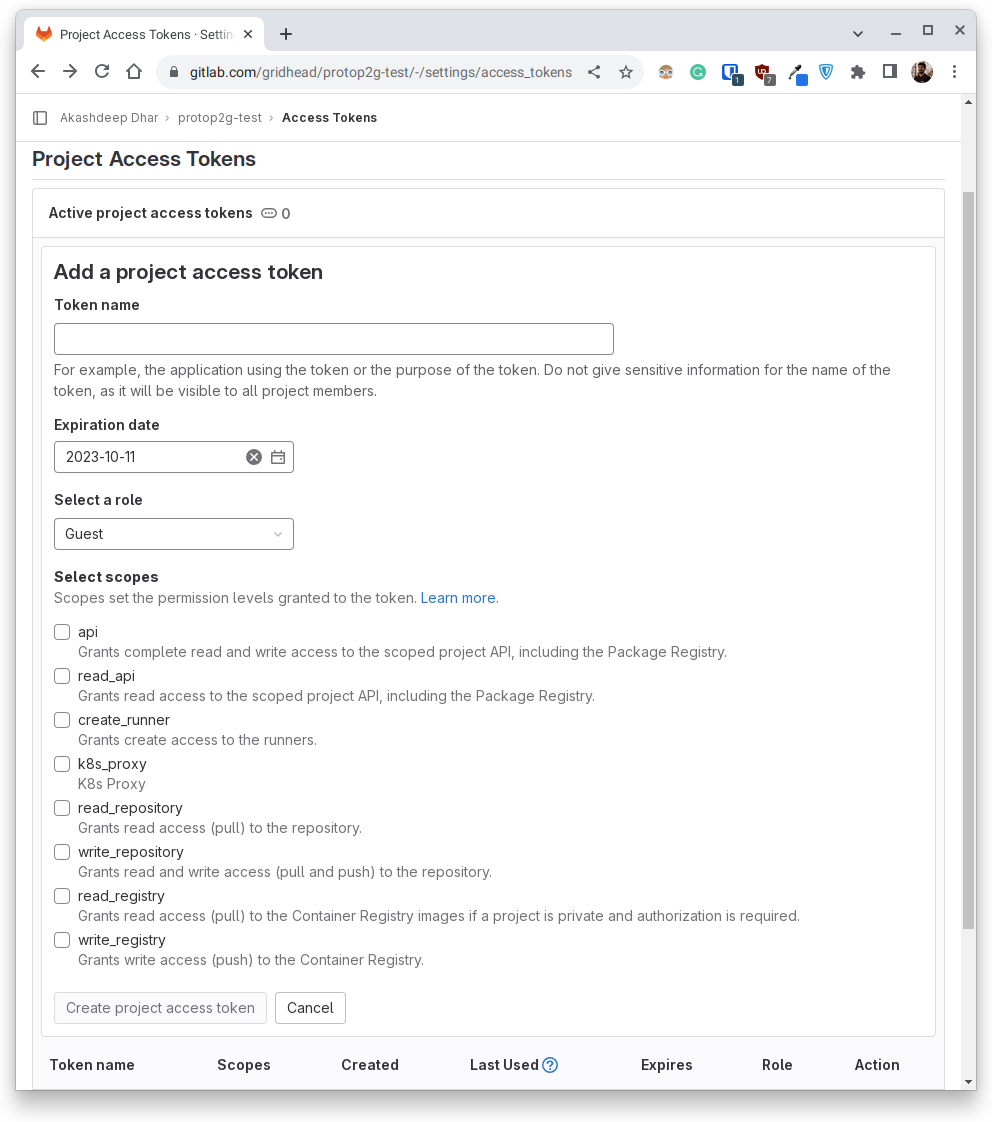 Project Access Tokens · Settin
gitlab.com/gridhead/protop2g-test/-/settings/access_tokens
1
7
Akashdeep Dhar › protop2g-test › Access Tokens
Project Access Tokens
Active project access tokens 0
Add a project access token
Token name
For example, the application using the token or the purpose of the token. Do not give sensitive information for the name of the
token, as it will be visible to all project members.
Expiration date
2023-10-11
Select a role
Guest
Select scopes
Scopes set the permission levels granted to the token. Learn more.
api
Grants complete read and write access to the scoped project API, including the Package Registry.
read_api
Grants read access to the scoped project API, including the Package Registry.
create_runner
Grants create access to the runners.
k8s_proxy
K8s Proxy
read_repository
Grants read access (pull) to the repository.
write_repository
Grants read and write access (pull and push) to the repository.
read_registry
Grants read access (pull) to the Container Registry images if a project is private and authorization is required.
write_registry
Grants write access (push) to the Container Registry.
Create project access token Cancel
Token name Scopes Created Last Used ? Expires Role Action